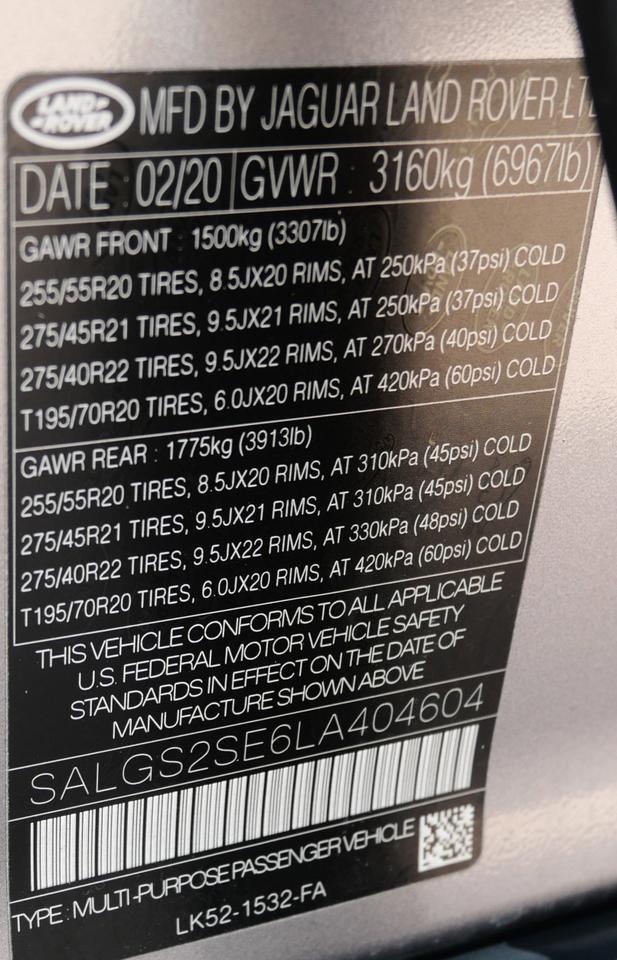 LAND ROVER
MFD BY JAGUAR LAND ROVER
DATE : 02/20 GVWR : 3160kg (6967lb)
GAWR FRONT : 1500kg (3307lb)
255/55R20 TIRES, 8.5JX20 RIMS, AT 250kPa (37psi) COLD
275/45R21 TIRES, 9.5JX21 RIMS, AT 250kPa (37psi) COLD
275/40R22 TIRES, 9.5JX22 RIMS, AT 270kPa (40psi) COLD
T195/70R20 TIRES, 6.0JX20 RIMS, AT 420kPa (60psi) COLD
GAWR REAR : 1775kg (3913lb)
255/55R20 TIRES, 8.5JX20 RIMS, AT 310kPa (45psi) COLD
275/45R21 TIRES, 9.5JX21 RIMS, AT 310kPa (45psi) COLD
275/40R22 TIRES, 9.5JX22 RIMS, AT 330kPa (48psi) COLD
T195/70R20 TIRES, 6.0JX20 RIMS, AT 420kPa (60psi) COLD
THIS VEHICLE CONFORMS TO ALL APPLICABLE
U.S. FEDERAL MOTOR VEHICLE SAFETY
STANDARDS IN EFFECT ON THE DATE OF
MANUFACTURE SHOWN ABOVE
SALGS2SE6LA404604
TYPE : MULTI-PURPOSE PASSENGER VEHICLE
LK52-1532-FA